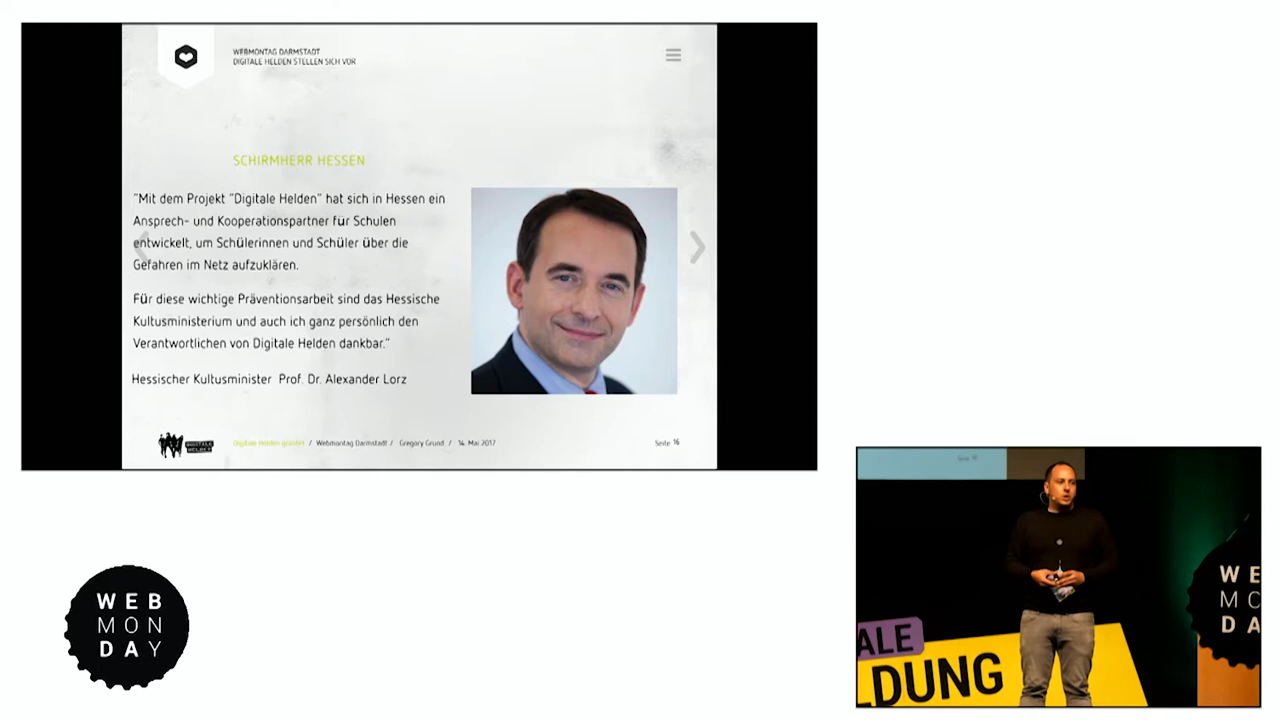 WEBMONTAG DARMSTADT
DIGITALE HELDEN STELLEN SICH VOR
SCHIRMHERR HESSEN
"Mit dem Projekt "Digitale Helden" hat sich in Hessen ein
Ansprech- und Kooperationspartner für Schulen
entwickelt, um Schülerinnen und Schüler über die
Gefahren im Netz aufzuklären.
Für diese wichtige Präventionsarbeit sind das Hessische
Kultusministerium und auch ich ganz persönlich den
Verantwortlichen von Digitale Helden dankbar."
Hessischer Kultusminister Prof. Dr. Alexander Lorz
DIGITALE
HELDEN
Digitale Helden gGmbH / Webmontag Darmstadt / Gregory Grund / 14. Mai 2017
Seite 16
WEB
MON
DAY
ALE
LDUNG
WE
MO
DA